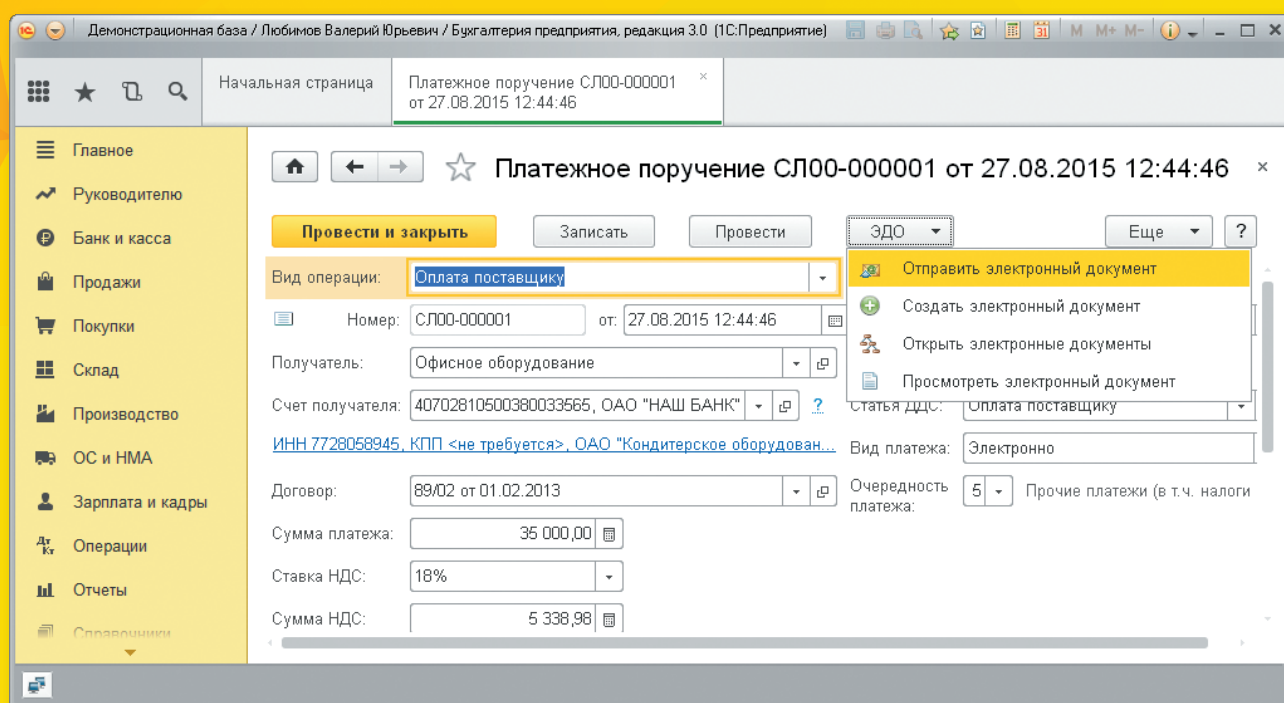 Демонстрационная база / Любимов Валерий Юрьевич / Бухгалтерия предприятия, редакция 3.0 (1С:Предприятие)
M M+ M-
31
Начальная страница
Платежное поручение СЛ00-000001
от 27.08.2015 12:44:46
Главное
Руководителю
Банк и касса
Продажи
Покупки
Склад
Производство
ОС и НМА
Зарплата и кадры
Дт Кт Операции
Отчеты
Справочники
Платежное поручение СЛ00-000001 от 27.08.2015 12:44:46
Провести и закрыть
Записать
Провести
ЭДО
Еще
?
Отправить электронный документ
Создать электронный документ
Открыть электронные документы
Просмотреть электронный документ
Вид операции: Оплата поставщику
Номер: СЛ00-000001 от: 27.08.2015 12:44:46
Получатель: Офисное оборудование
Счет получателя: 40702810500380033565, ОАО "НАШ БАНК" ?
Статья ДДС: Оплата поставщику
ИНН 7728058945, КПП <не требуется>, ОАО "Кондитерское оборудован...
Вид платежа: Электронно
Договор: 89/02 от 01.02.2013
Очередность
платежа: 5 Прочие платежи (в т.ч. налоги
Сумма платежа: 35 000,00
Ставка НДС: 18%
Сумма НДС: 5 338,98